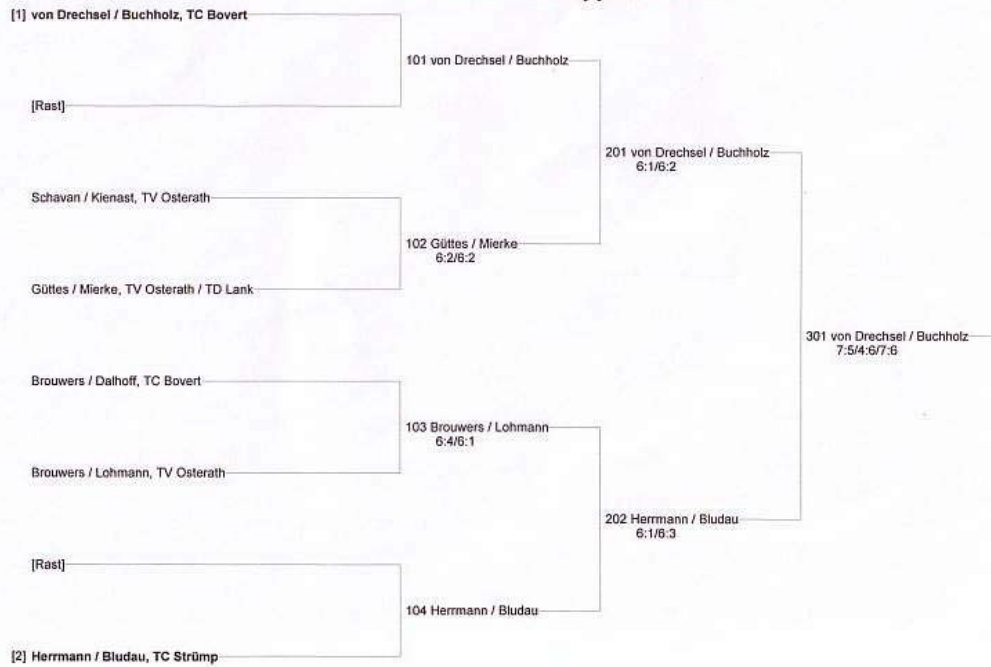 [1] von Drechsel / Buchholz, TC Bovert
101 von Drechsel / Buchholz
[Rast]
201 von Drechsel / Buchholz
6:1/6:2
Schavan / Kienast, TV Osterath
102 Güttes / Mierke
6:2/6:2
Güttes / Mierke, TV Osterath / TD Lank
301 von Drechsel / Buchholz
7:5/4:6/7:6
Brouwers / Dalhoff, TC Bovert
103 Brouwers / Lohmann
6:4/6:1
Brouwers / Lohmann, TV Osterath
202 Herrmann / Bludau
6:1/6:3
[Rast]
104 Herrmann / Bludau
[2] Herrmann / Bludau, TC Strümp